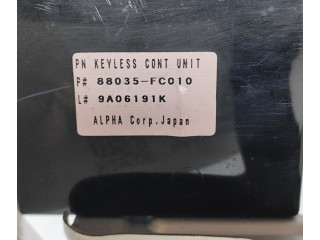 PN KEYLESS CONT UNIT
P# 88035-FC010
L# 9A06191K
ALPHA Corp.Japan